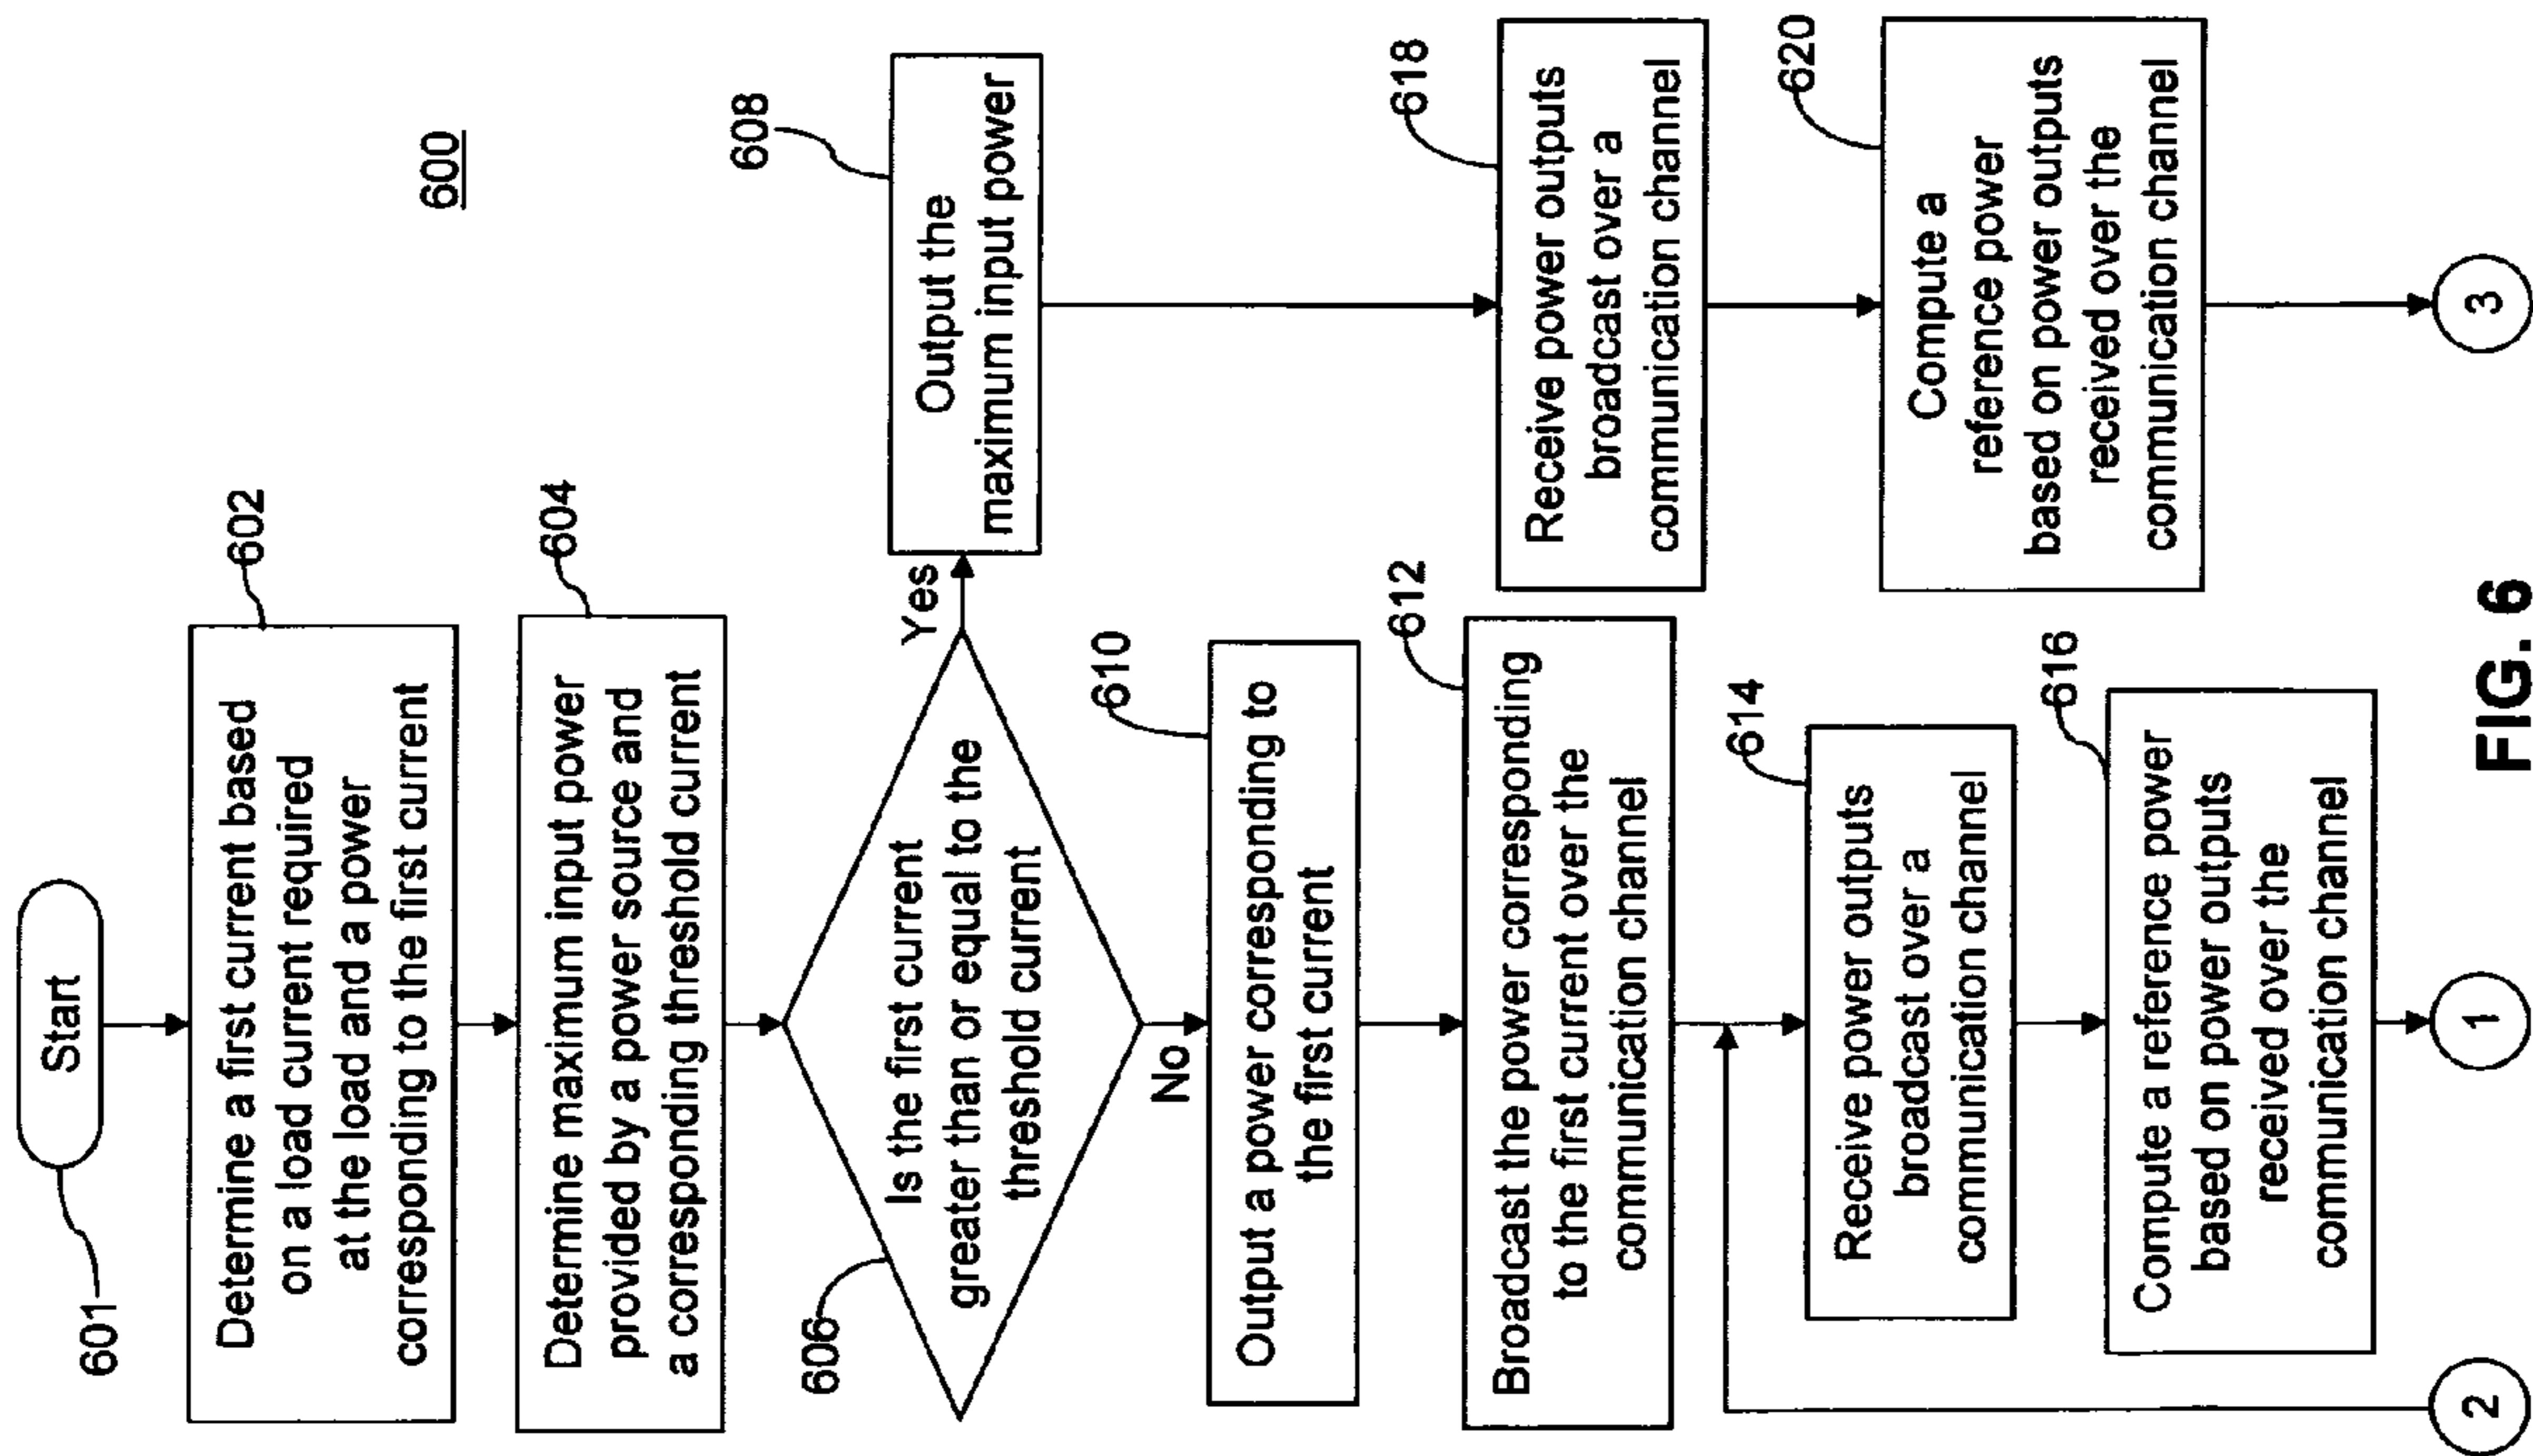 600
Start
601
Determine a first current based
on a load current required
at the load and a power
corresponding to the first current
602
Determine maximum input power
provided by a power source and
a corresponding threshold current
604
Is the first current
greater than or equal to the
threshold current
606
Yes
Output the
maximum input power
608
No
Output a power corresponding to
the first current
610
Broadcast the power corresponding
to the first current over the
communication channel
612
Receive power outputs
broadcast over a
communication channel
614
Compute a reference power
based on power outputs
received over the
communication channel
616
Receive power outputs
broadcast over a
communication channel
618
Compute a
reference power
based on power outputs
received over the
communication channel
620
2
1
3
FIG. 6